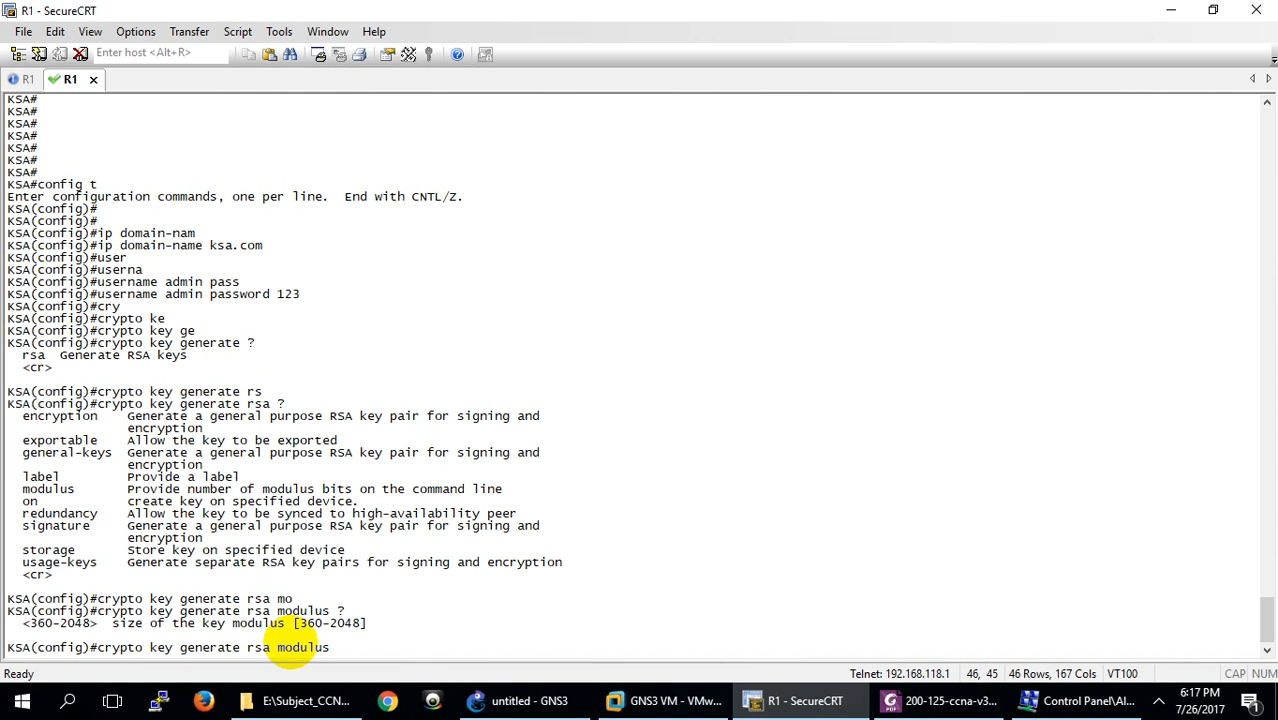 R1 - SecureCRT
File Edit View Options Transfer Script Tools Window Help
Enter host <Alt+R>
R1 R1
KSA#
KSA#
KSA#
KSA#
KSA#
KSA#
KSA#
KSA#config t
Enter configuration commands, one per line.  End with CNTL/Z.
KSA(config)#
KSA(config)#
KSA(config)#ip domain-nam
KSA(config)#ip domain-name ksa.com
KSA(config)#user
KSA(config)#userna
KSA(config)#username admin pass
KSA(config)#username admin password 123
KSA(config)#cry
KSA(config)#crypto ke
KSA(config)#crypto key ge
KSA(config)#crypto key generate ?
rsa  Generate RSA keys
<cr>
KSA(config)#crypto key generate rs
KSA(config)#crypto key generate rsa ?
encryption    Generate a general purpose RSA key pair for signing and
encryption
exportable    Allow the key to be exported
general-keys  Generate a general purpose RSA key pair for signing and
encryption
label         Provide a label
modulus       Provide number of modulus bits on the command line
on            create key on specified device.
redundancy    Allow the key to be synced to high-availability peer
signature     Generate a general purpose RSA key pair for signing and
encryption
storage       Store key on specified device
usage-keys    Generate separate RSA key pairs for signing and encryption
<cr>
KSA(config)#crypto key generate rsa mo
KSA(config)#crypto key generate rsa modulus ?
<360-2048>  size of the key modulus [360-2048]
KSA(config)#crypto key generate rsa modulus
Ready Telnet: 192.168.118.1 46, 45 46 Rows, 167 Cols VT100 CAP NUM
E:\Subject_CCN... untitled - GNS3 GNS3 VM - VMw... R1 - SecureCRT 200-125-ccna-v3... Control Panel\Al... 6:17 PM
7/26/2017